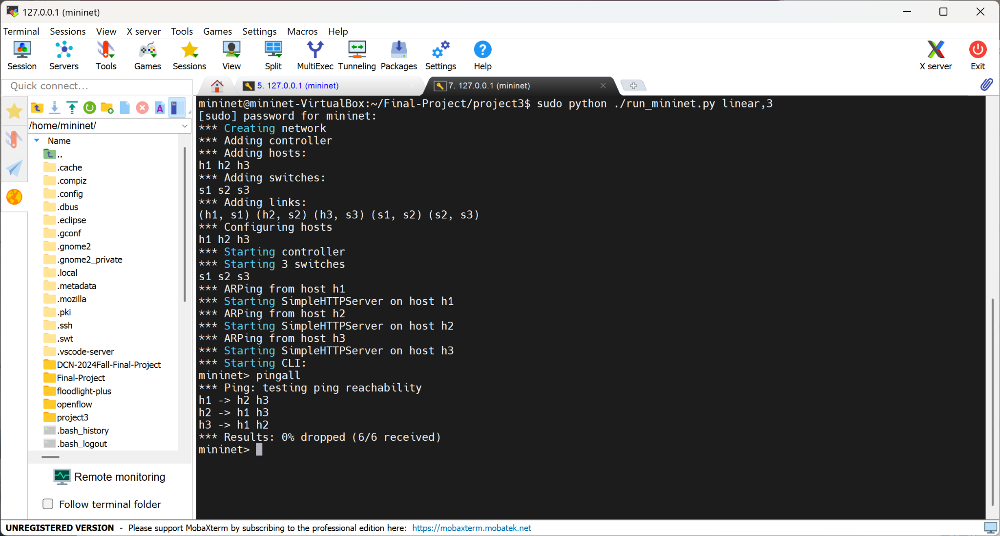 127.0.0.1 (mininet)
Terminal Sessions View X server Tools Games Settings Macros Help
Session Servers Tools Games Sessions View Split MultiExec Tunneling Packages Settings Help X server Exit
Quick connect...
5. 127.0.0.1 (mininet)
7. 127.0.0.1 (mininet)
/home/mininet/
Name
..
.cache
.compiz
.config
.dbus
.eclipse
.gconf
.gnome2
.gnome2_private
.local
.metadata
.mozilla
.pki
.ssh
.swt
.vscode-server
DCN-2024Fall-Final-Project
Final-Project
floodlight-plus
openflow
project3
.bash_history
.bash_logout
Remote monitoring
Follow terminal folder
mininet@mininet-VirtualBox:~/Final-Project/project3$ sudo python ./run_mininet.py linear,3
[sudo] password for mininet:
*** Creating network
*** Adding controller
*** Adding hosts:
h1 h2 h3
*** Adding switches:
s1 s2 s3
*** Adding links:
(h1, s1) (h2, s2) (h3, s3) (s1, s2) (s2, s3)
*** Configuring hosts
h1 h2 h3
*** Starting controller
*** Starting 3 switches
s1 s2 s3
*** ARPing from host h1
*** Starting SimpleHTTPServer on host h1
*** ARPing from host h2
*** Starting SimpleHTTPServer on host h2
*** ARPing from host h3
*** Starting SimpleHTTPServer on host h3
*** Starting CLI:
mininet> pingall
*** Ping: testing ping reachability
h1 -> h2 h3
h2 -> h1 h3
h3 -> h1 h2
*** Results: 0% dropped (6/6 received)
mininet>
UNREGISTERED VERSION - Please support MobaXterm by subscribing to the professional edition here: https://mobaxterm.mobatek.net